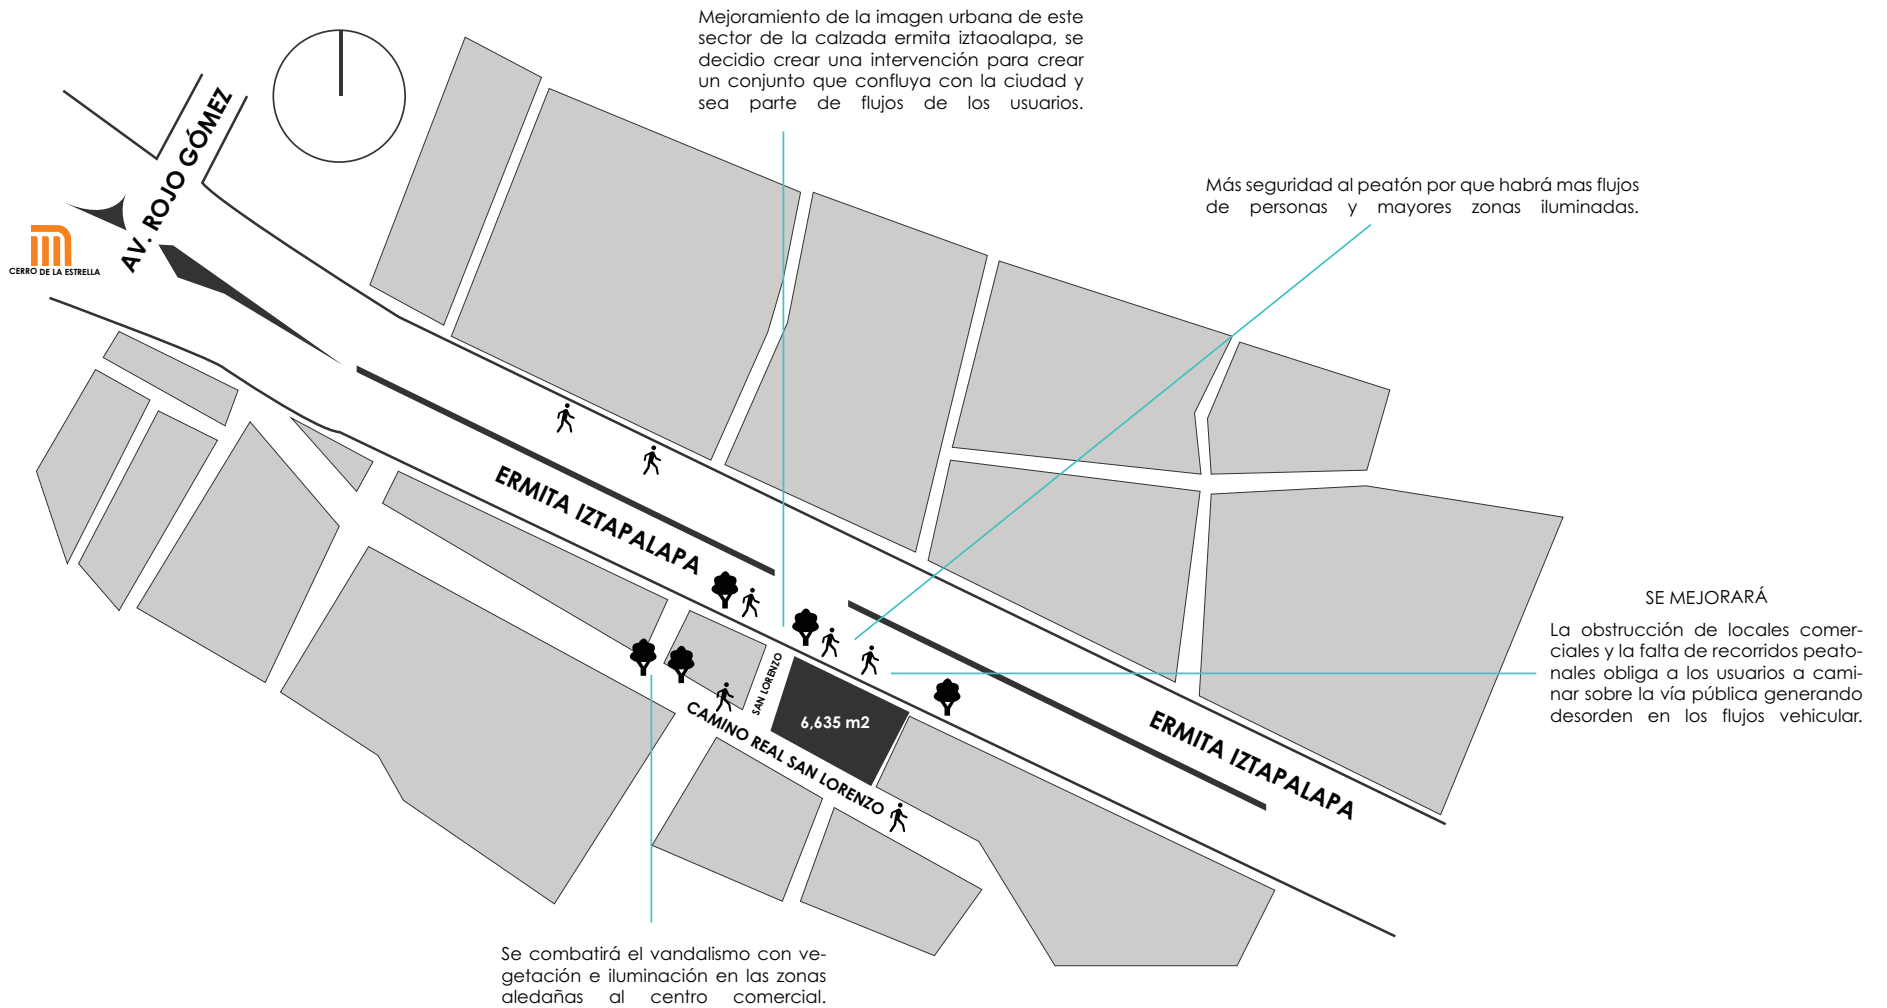 Mejoramiento de la imagen urbana de este
sector de la calzada ermita iztaoalapa, se
decidio crear una intervención para crear
un conjunto que confluya con la ciudad y
sea parte de flujos de los usuarios.
AV. ROJO GÓMEZ
Más seguridad al peatón por que habrá mas flujos
de personas y mayores zonas iluminadas.
CERRO DE LA ESTRELLA
ERMITA IZTAPALAPA
SE MEJORARÁ
La obstrucción de locales comer-
ciales y la falta de recorridos peato-
nales obliga a los usuarios a cami-
nar sobre la vía pública generando
desorden en los flujos vehicular.
SAN LORENZO
6,635 m2
CAMINO REAL SAN LORENZO
ERMITA IZTAPALAPA
Se combatirá el vandalismo con ve-
getación e iluminación en las zonas
aledañas al centro comercial.